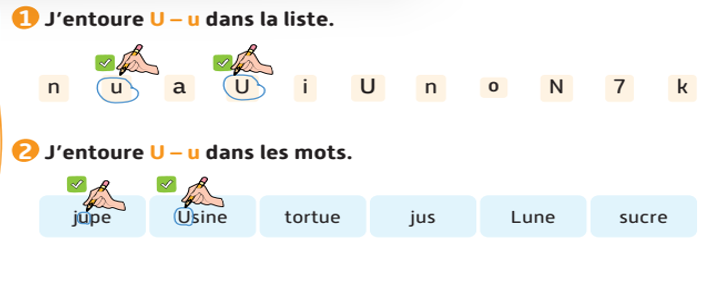 1 J'entoure U – u dans la liste.
n u a U i U n o N 7 k
2 J'entoure U – u dans les mots.
jupe Usine tortue jus Lune sucre